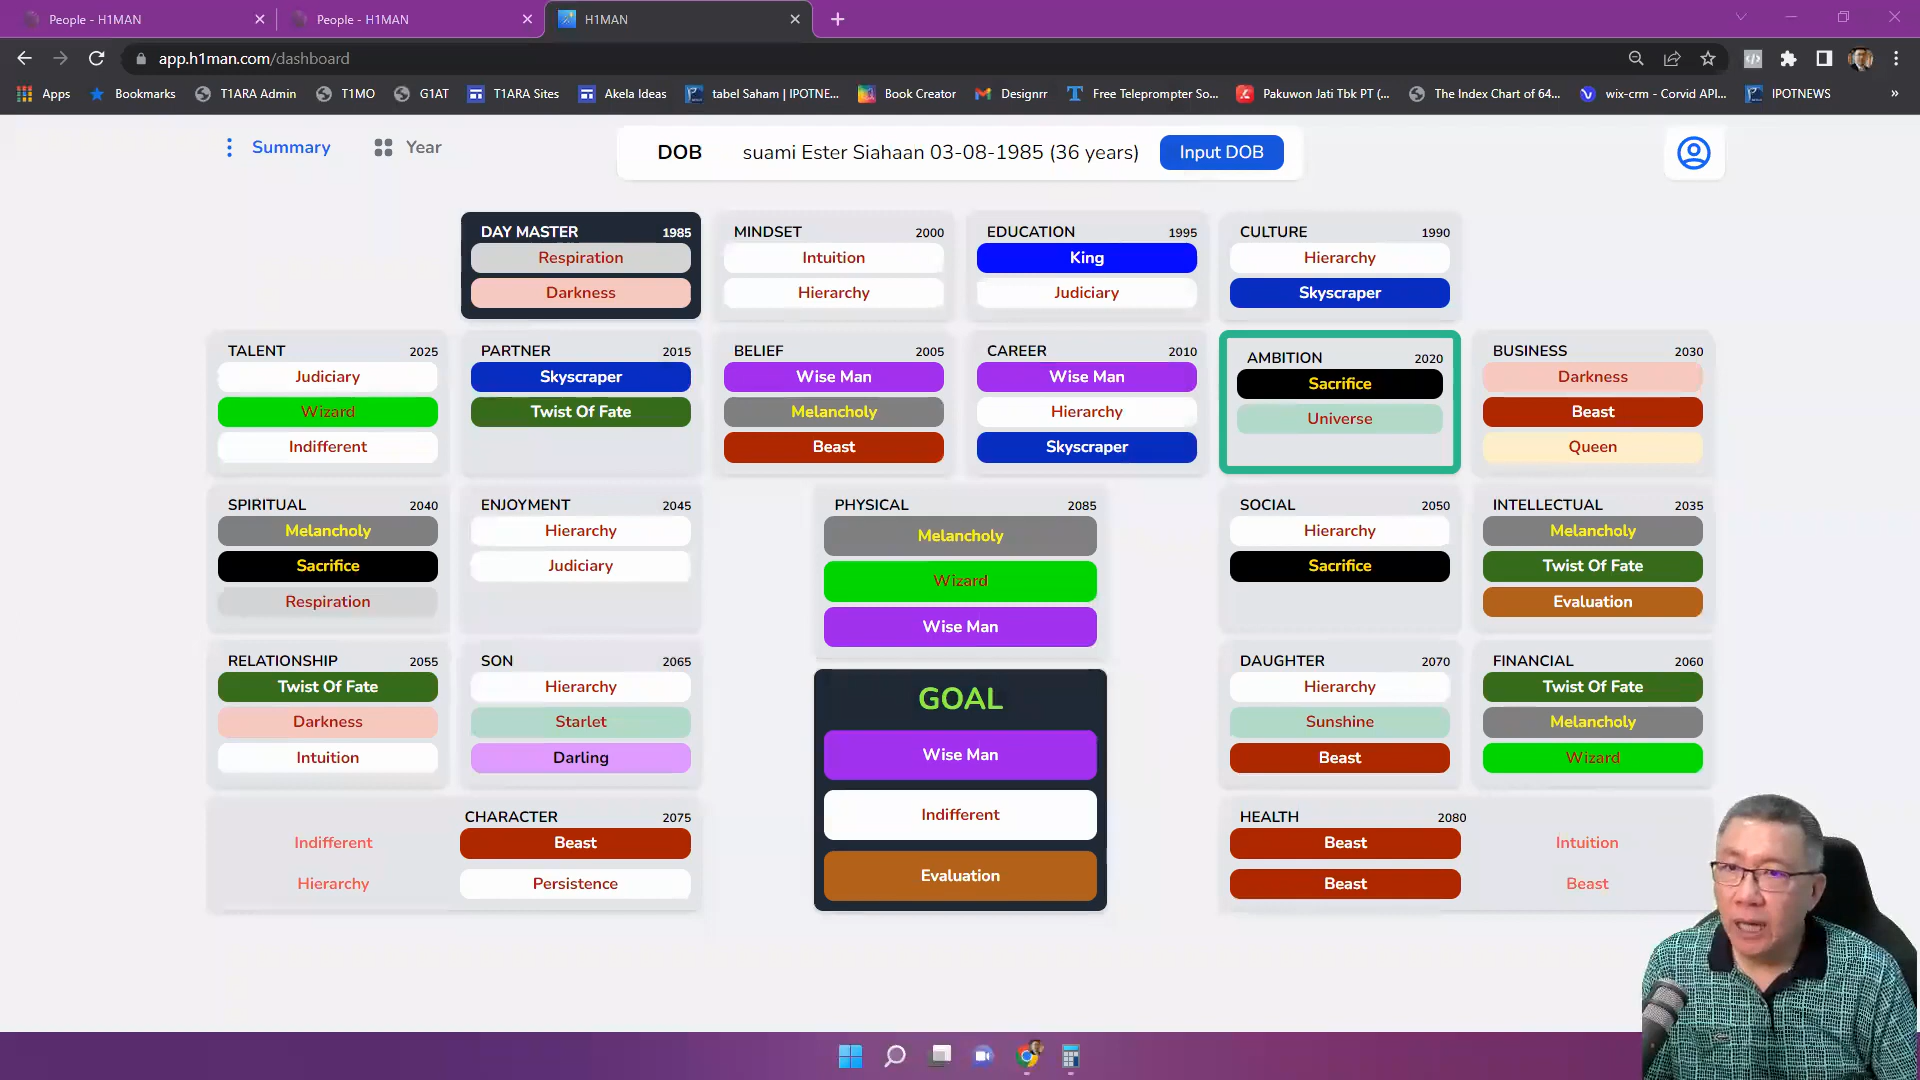 People - H1MAN
People - H1MAN
H1MAN
app.h1man.com/dashboard
Apps
Bookmarks
T1ARA Admin
T1MO
G1AT
T1ARA Sites
Akela Ideas
tabel Saham | IPOTNE...
Book Creator
Designrr
Free Teleprompter So...
Pakuwon Jati Tbk PT (...
The Index Chart of 64...
wix-crm - Corvid API...
IPOTNEWS
»
Summary
Year
DOB
suami Ester Siahaan 03-08-1985 (36 years)
Input DOB
DAY MASTER 1985
Respiration
Darkness
MINDSET 2000
Intuition
Hierarchy
EDUCATION 1995
King
Judiciary
CULTURE 1990
Hierarchy
Skyscraper
TALENT 2025
Judiciary
Wizard
Indifferent
PARTNER 2015
Skyscraper
Twist Of Fate
BELIEF 2005
Wise Man
Melancholy
Beast
CAREER 2010
Wise Man
Hierarchy
Skyscraper
AMBITION 2020
Sacrifice
Universe
BUSINESS 2030
Darkness
Beast
Queen
SPIRITUAL 2040
Melancholy
Sacrifice
Respiration
ENJOYMENT 2045
Hierarchy
Judiciary
PHYSICAL 2085
Melancholy
Wizard
Wise Man
SOCIAL 2050
Hierarchy
Sacrifice
INTELLECTUAL 2035
Melancholy
Twist Of Fate
Evaluation
RELATIONSHIP 2055
Twist Of Fate
Darkness
Intuition
SON 2065
Hierarchy
Starlet
Darling
GOAL
Wise Man
Indifferent
Evaluation
DAUGHTER 2070
Hierarchy
Sunshine
Beast
FINANCIAL 2060
Twist Of Fate
Melancholy
Wizard
CHARACTER 2075
Indifferent
Beast
Hierarchy
Persistence
HEALTH 2080
Beast
Intuition
Beast
Beast